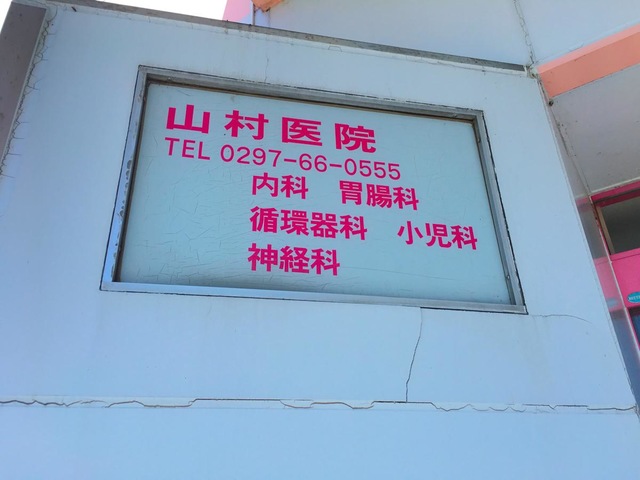 山村医院
TEL 0297-66-0555
内科 胃腸科
循環器科 小児科
神経科